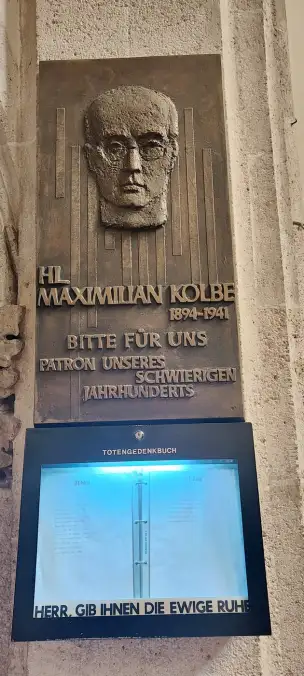 HL
MAXIMILIAN KOLBE
1894-1941
BITTE FÜR UNS
PATRON UNSERES
SCHWIERIGEN
JAHRHUNDERTS
TOTENGEDENKBUCH
HERR, GIB IHNEN DIE EWIGE RUHE